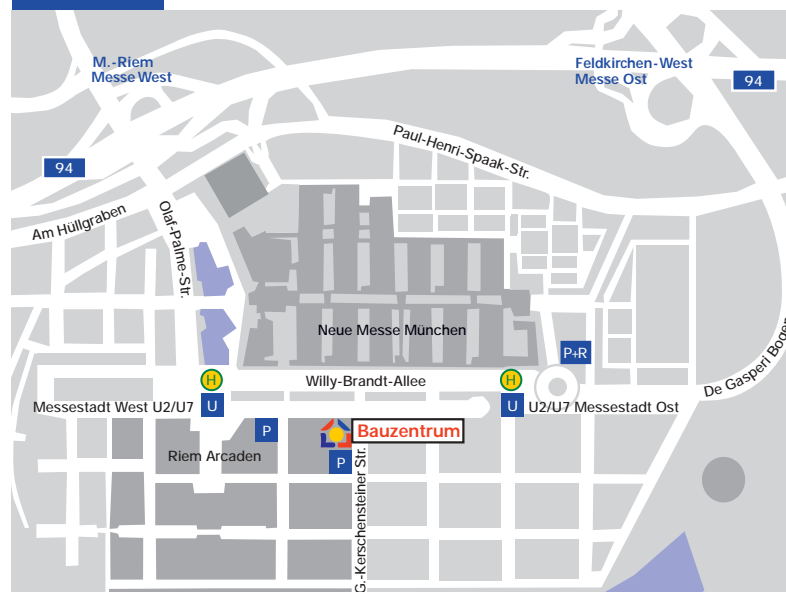 M.-Riem
Messe West
Feldkirchen-West
Messe Ost
94
94
Paul-Henri-Spaak-Str.
Am Hüllgraben
Olaf-Palme-Str.
Neue Messe München
P+R
De Gasperi Bogen
H
Willy-Brandt-Allee
H
Messestadt West U2/U7
U
U
U2/U7 Messestadt Ost
P
Bauzentrum
Riem Arcaden
P
G.-Kerschensteiner Str.